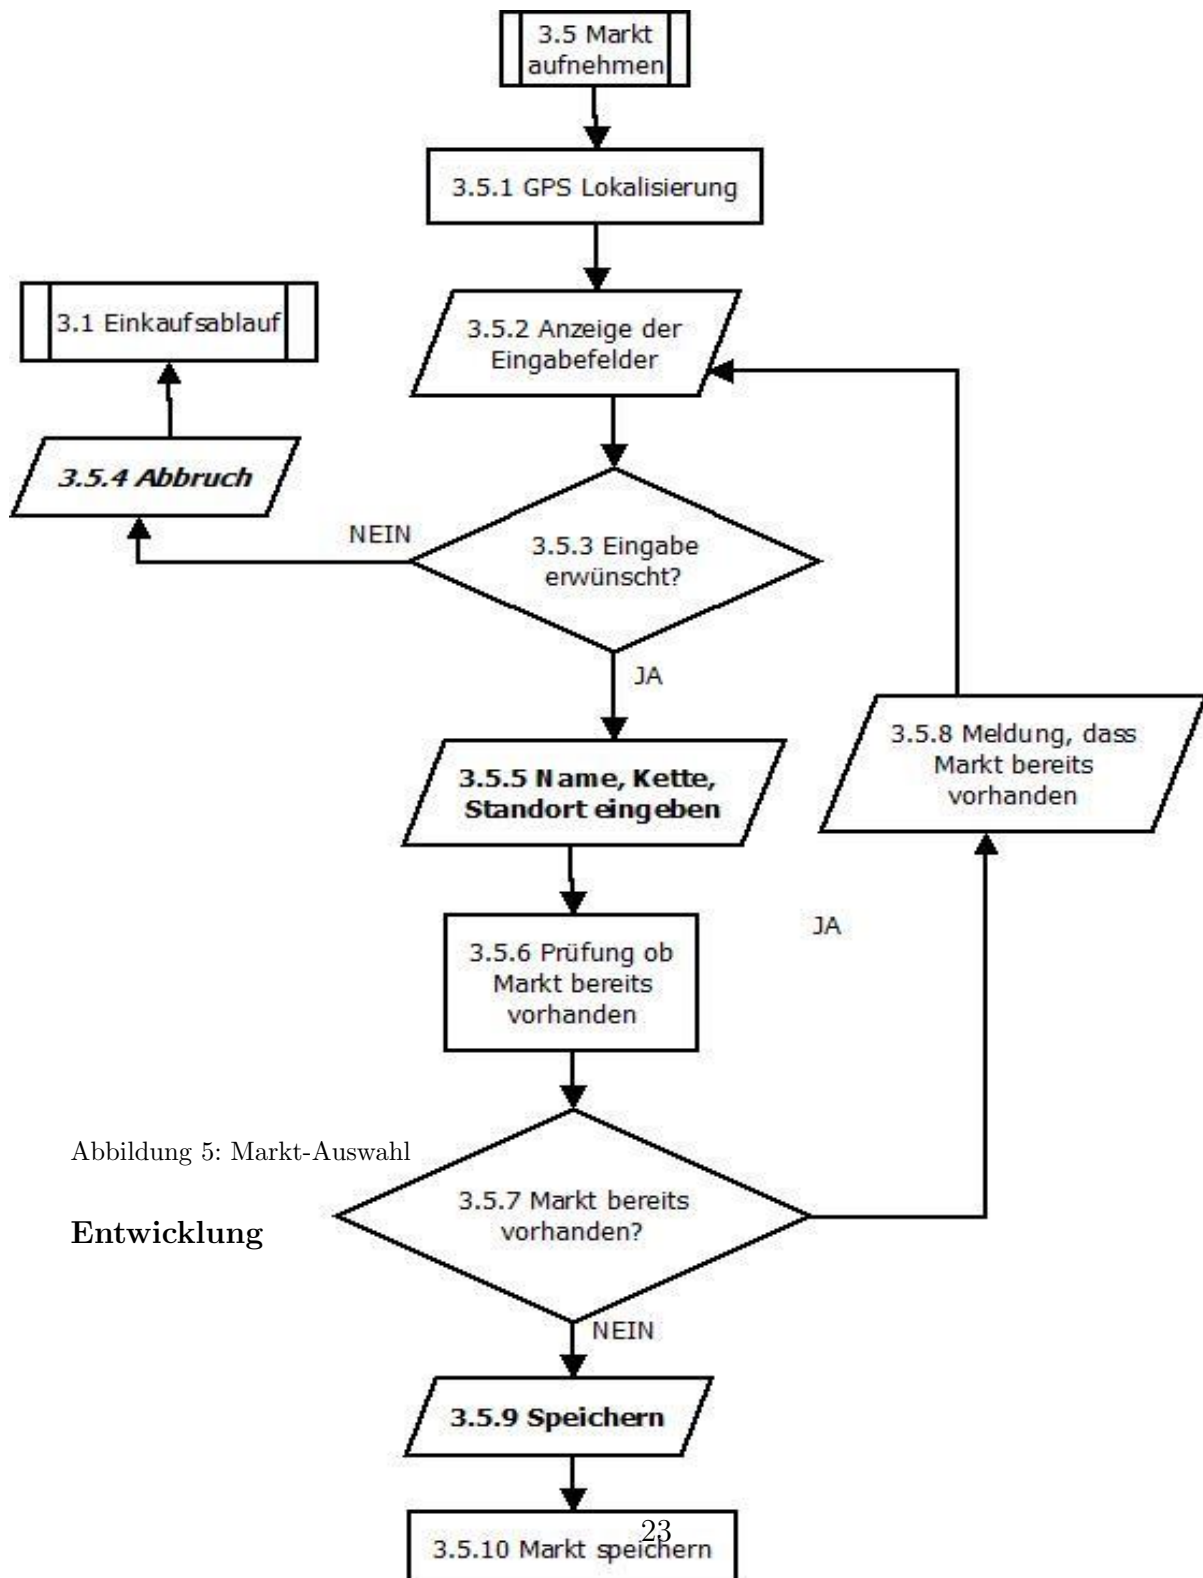 3.5 Markt
aufnehmen
3.5.1 GPS Lokalisierung
3.1 Einkaufsablauf
3.5.2 Anzeige der
Eingabefelder
3.5.4 Abbruch
NEIN
3.5.3 Eingabe
erwünscht?
JA
3.5.5 Name, Kette,
Standort eingeben
3.5.8 Meldung, dass
Markt bereits
vorhanden
JA
3.5.6 Prüfung ob
Markt bereits
vorhanden
Abbildung 5: Markt-Auswahl
Entwicklung
3.5.7 Markt bereits
vorhanden?
NEIN
3.5.9 Speichern
3.5.10 Markt speichern
23